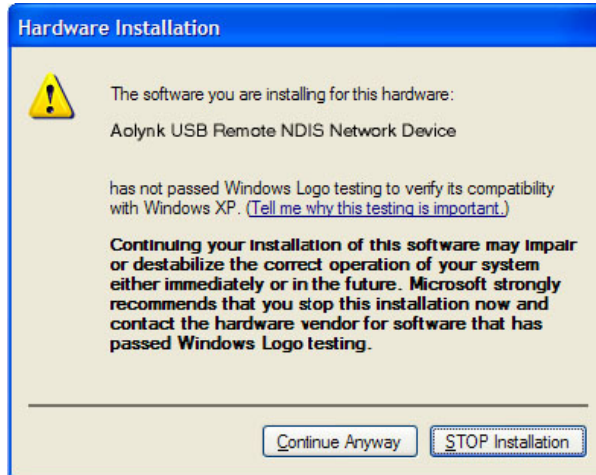 Hardware Installation
The software you are installing for this hardware:
Aolynk USB Remote NDIS Network Device
has not passed Windows Logo testing to verify its compatibility
with Windows XP. (Tell me why this testing is important.)
Continuing your installation of this software may impair
or destabilize the correct operation of your system
either immediately or in the future. Microsoft strongly
recommends that you stop this installation now and
contact the hardware vendor for software that has
passed Windows Logo testing.
Continue Anyway
STOP Installation